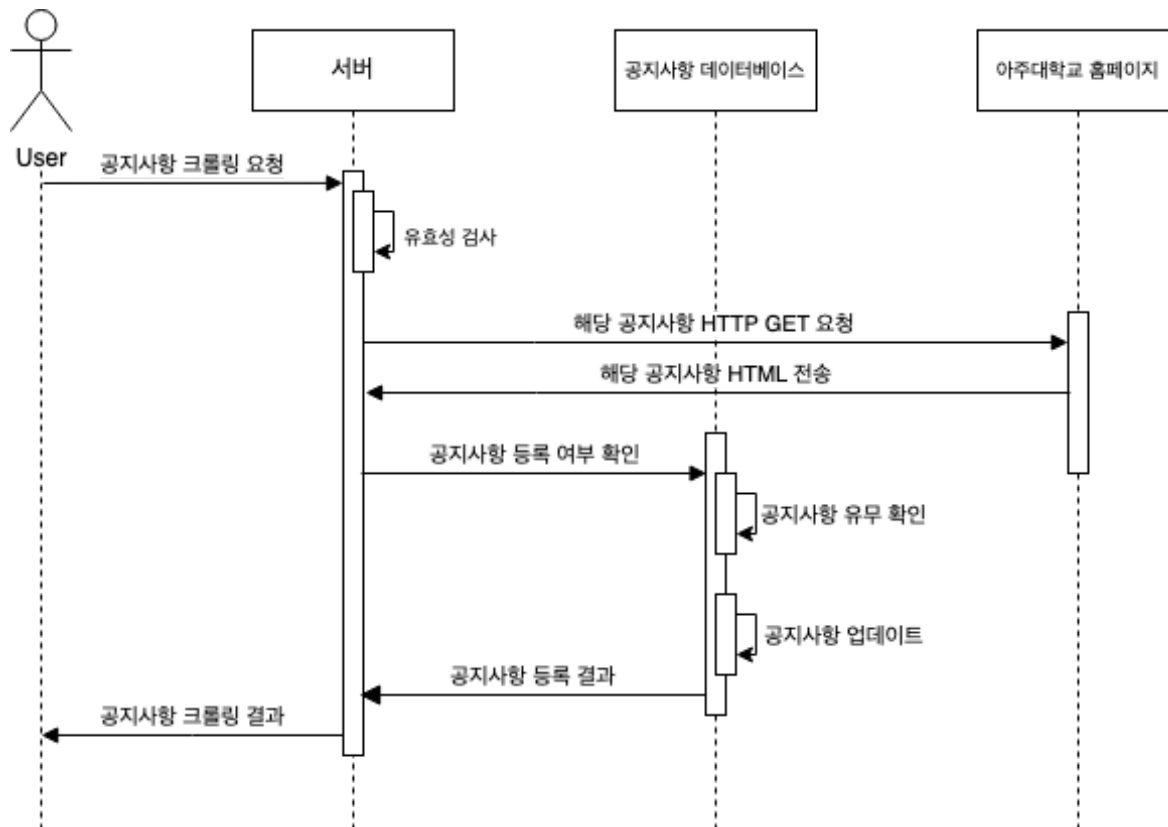 서버
공지사항 데이터베이스
아주대학교 홈페이지
User
공지사항 크롤링 요청
유효성 검사
해당 공지사항 HTTP GET 요청
해당 공지사항 HTML 전송
공지사항 등록 여부 확인
공지사항 유무 확인
공지사항 업데이트
공지사항 등록 결과
공지사항 크롤링 결과